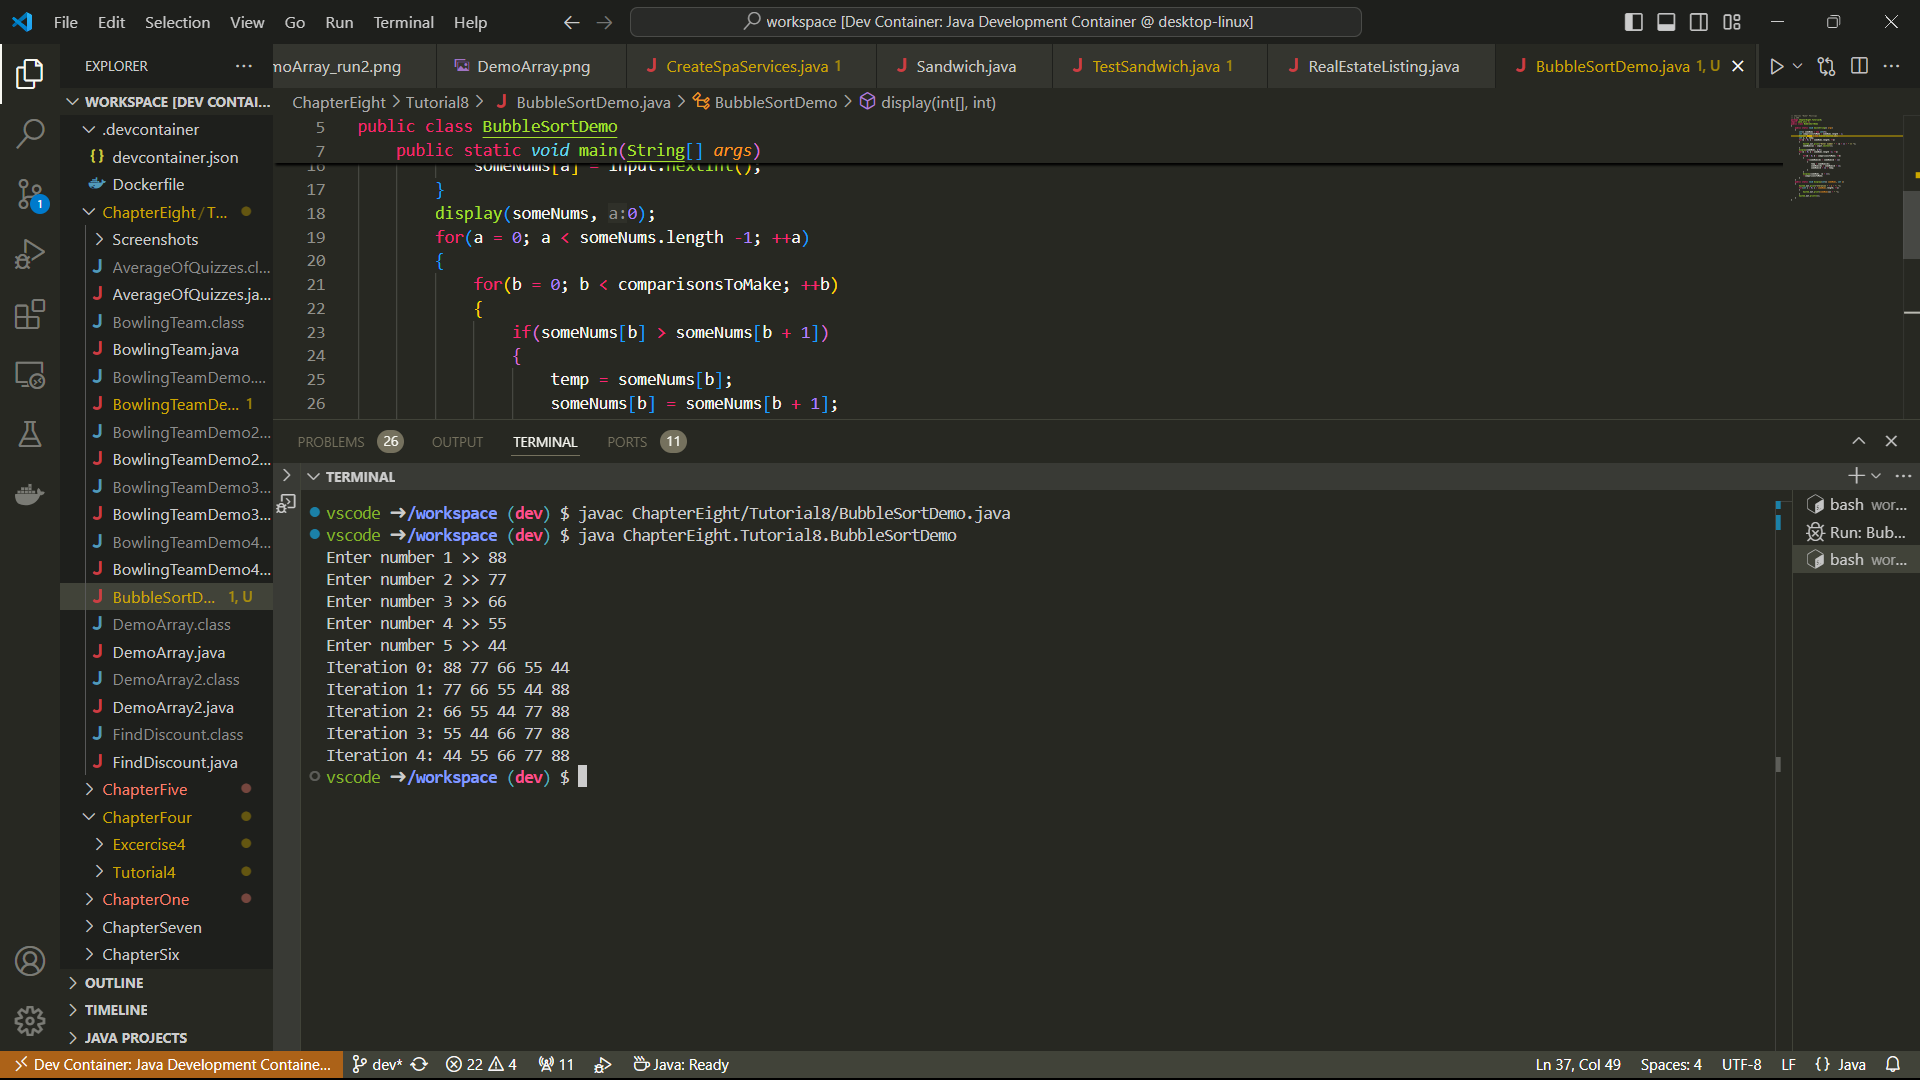 File Edit Selection View Go Run Terminal Help
workspace [Dev Container: Java Development Container @ desktop-linux]
EXPLORER
moArray_run2.png DemoArray.png CreateSpaServices.java 1 Sandwich.java TestSandwich.java 1 RealEstateListing.java BubbleSortDemo.java 1, U
WORKSPACE [DEV CONTAI...
.devcontainer
devcontainer.json
Dockerfile
ChapterEight / T...
Screenshots
AverageOfQuizzes.cl...
AverageOfQuizzes.ja...
BowlingTeam.class
BowlingTeam.java
BowlingTeamDemo....
BowlingTeamDe... 1
BowlingTeamDemo2...
BowlingTeamDemo2...
BowlingTeamDemo3...
BowlingTeamDemo3...
BowlingTeamDemo4...
BowlingTeamDemo4...
BubbleSortD... 1, U
DemoArray.class
DemoArray.java
DemoArray2.class
DemoArray2.java
FindDiscount.class
FindDiscount.java
ChapterFive
ChapterFour
Excercise4
Tutorial4
ChapterOne
ChapterSeven
ChapterSix
OUTLINE
TIMELINE
JAVA PROJECTS
ChapterEight > Tutorial8 > BubbleSortDemo.java > BubbleSortDemo > display(int[], int)
5 public class BubbleSortDemo
7 public static void main(String[] args)
16 someNums[a] = input.nextInt();
17 }
18 display(someNums, a:0);
19 for(a = 0; a < someNums.length -1; ++a)
20 {
21 for(b = 0; b < comparisonsToMake; ++b)
22 {
23 if(someNums[b] > someNums[b + 1])
24 {
25 temp = someNums[b];
26 someNums[b] = someNums[b + 1];
PROBLEMS 26 OUTPUT TERMINAL PORTS 11
TERMINAL
vscode ➜/workspace (dev) $ javac ChapterEight/Tutorial8/BubbleSortDemo.java
vscode ➜/workspace (dev) $ java ChapterEight.Tutorial8.BubbleSortDemo
Enter number 1 >> 88
Enter number 2 >> 77
Enter number 3 >> 66
Enter number 4 >> 55
Enter number 5 >> 44
Iteration 0: 88 77 66 55 44
Iteration 1: 77 66 55 44 88
Iteration 2: 66 55 44 77 88
Iteration 3: 55 44 66 77 88
Iteration 4: 44 55 66 77 88
vscode ➜/workspace (dev) $
bash wor...
Run: Bub...
bash wor...
1
Dev Container: Java Development Containe... dev* 22 4 11 Java: Ready Ln 37, Col 49 Spaces: 4 UTF-8 LF {} Java